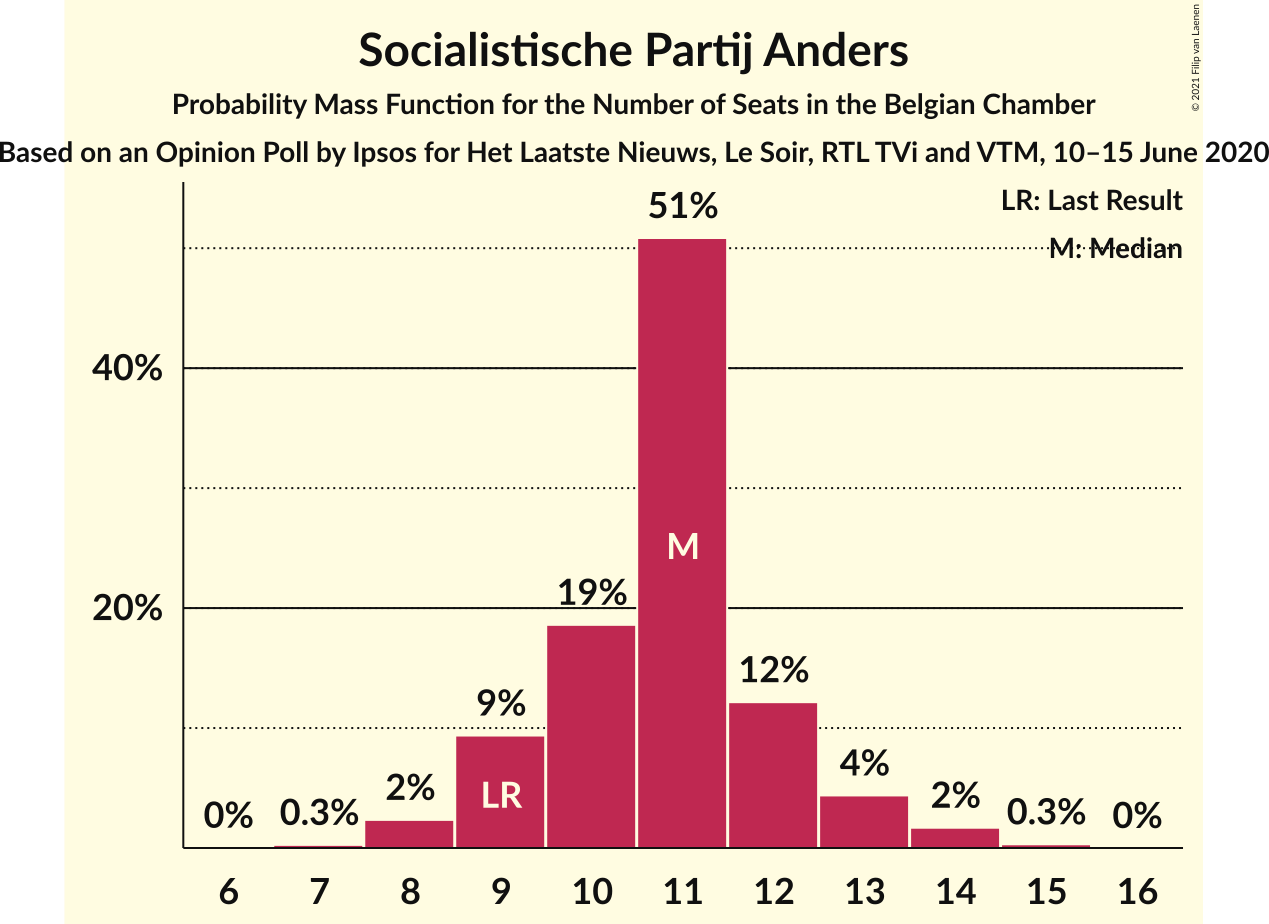 Socialistische Partij Anders
Probability Mass Function for the Number of Seats in the Belgian Chamber
Based on an Opinion Poll by Ipsos for Het Laatste Nieuws, Le Soir, RTL TVi and VTM, 10–15 June 2020
© 2021 Filip van Laenen
LR: Last Result
M: Median
51%
40%
M
19%
20%
12%
9%
4%
LR
2%
2%
0%
0.3%
0.3%
0%
6 7 8 9 10 11 12 13 14 15 16